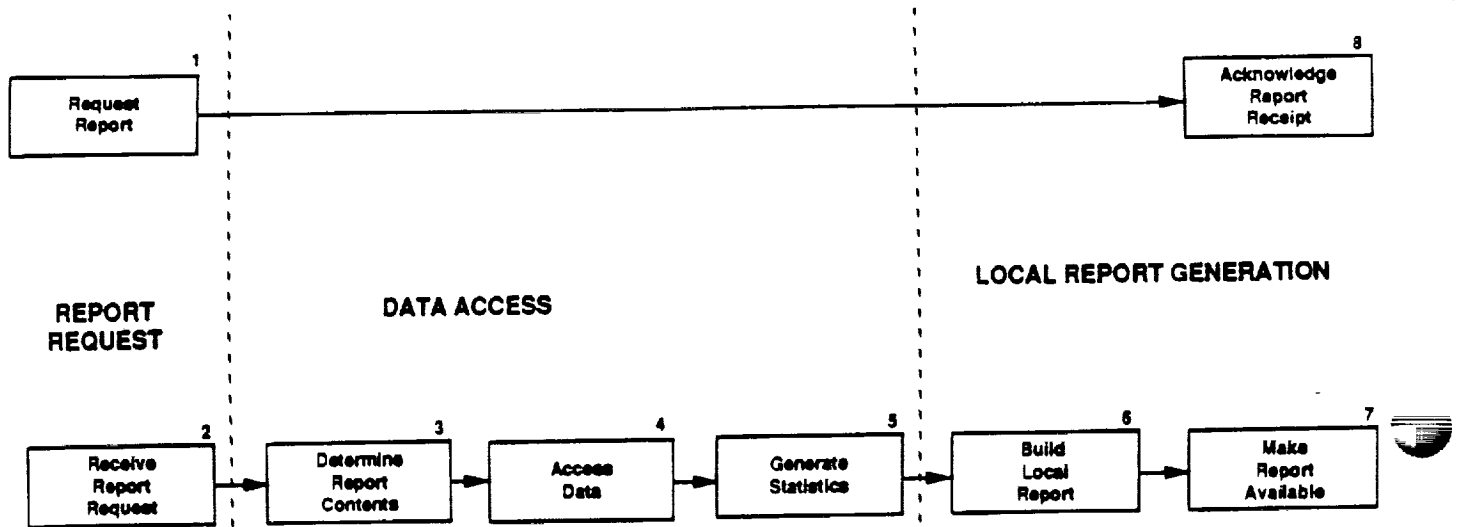 1
Request
Report
8
Acknowledge
Report
Receipt
REPORT
REQUEST
DATA ACCESS
LOCAL REPORT GENERATION
2
Receive
Report
Request
3
Determine
Report
Contents
4
Access
Data
5
Generate
Statistics
6
Build
Local
Report
7
Make
Report
Available